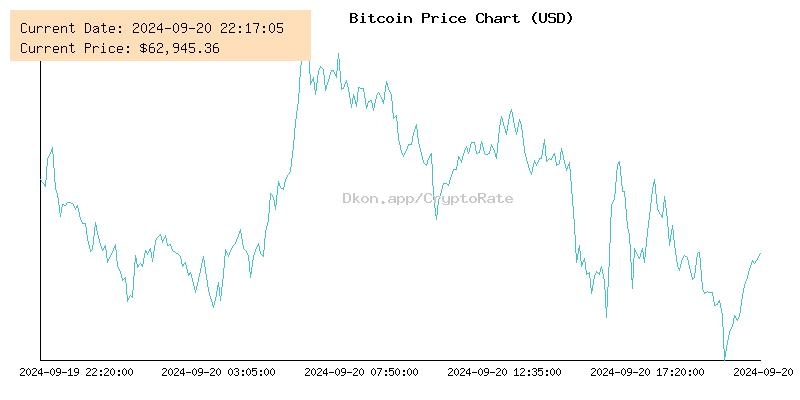 Bitcoin Price Chart (USD)
Current Date: 2024-09-20 22:17:05
Current Price: $62,945.36
Dkon.app/CryptoRate
2024-09-19 22:20:00 2024-09-20 03:05:00 2024-09-20 07:50:00 2024-09-20 12:35:00 2024-09-20 17:20:00 2024-09-20